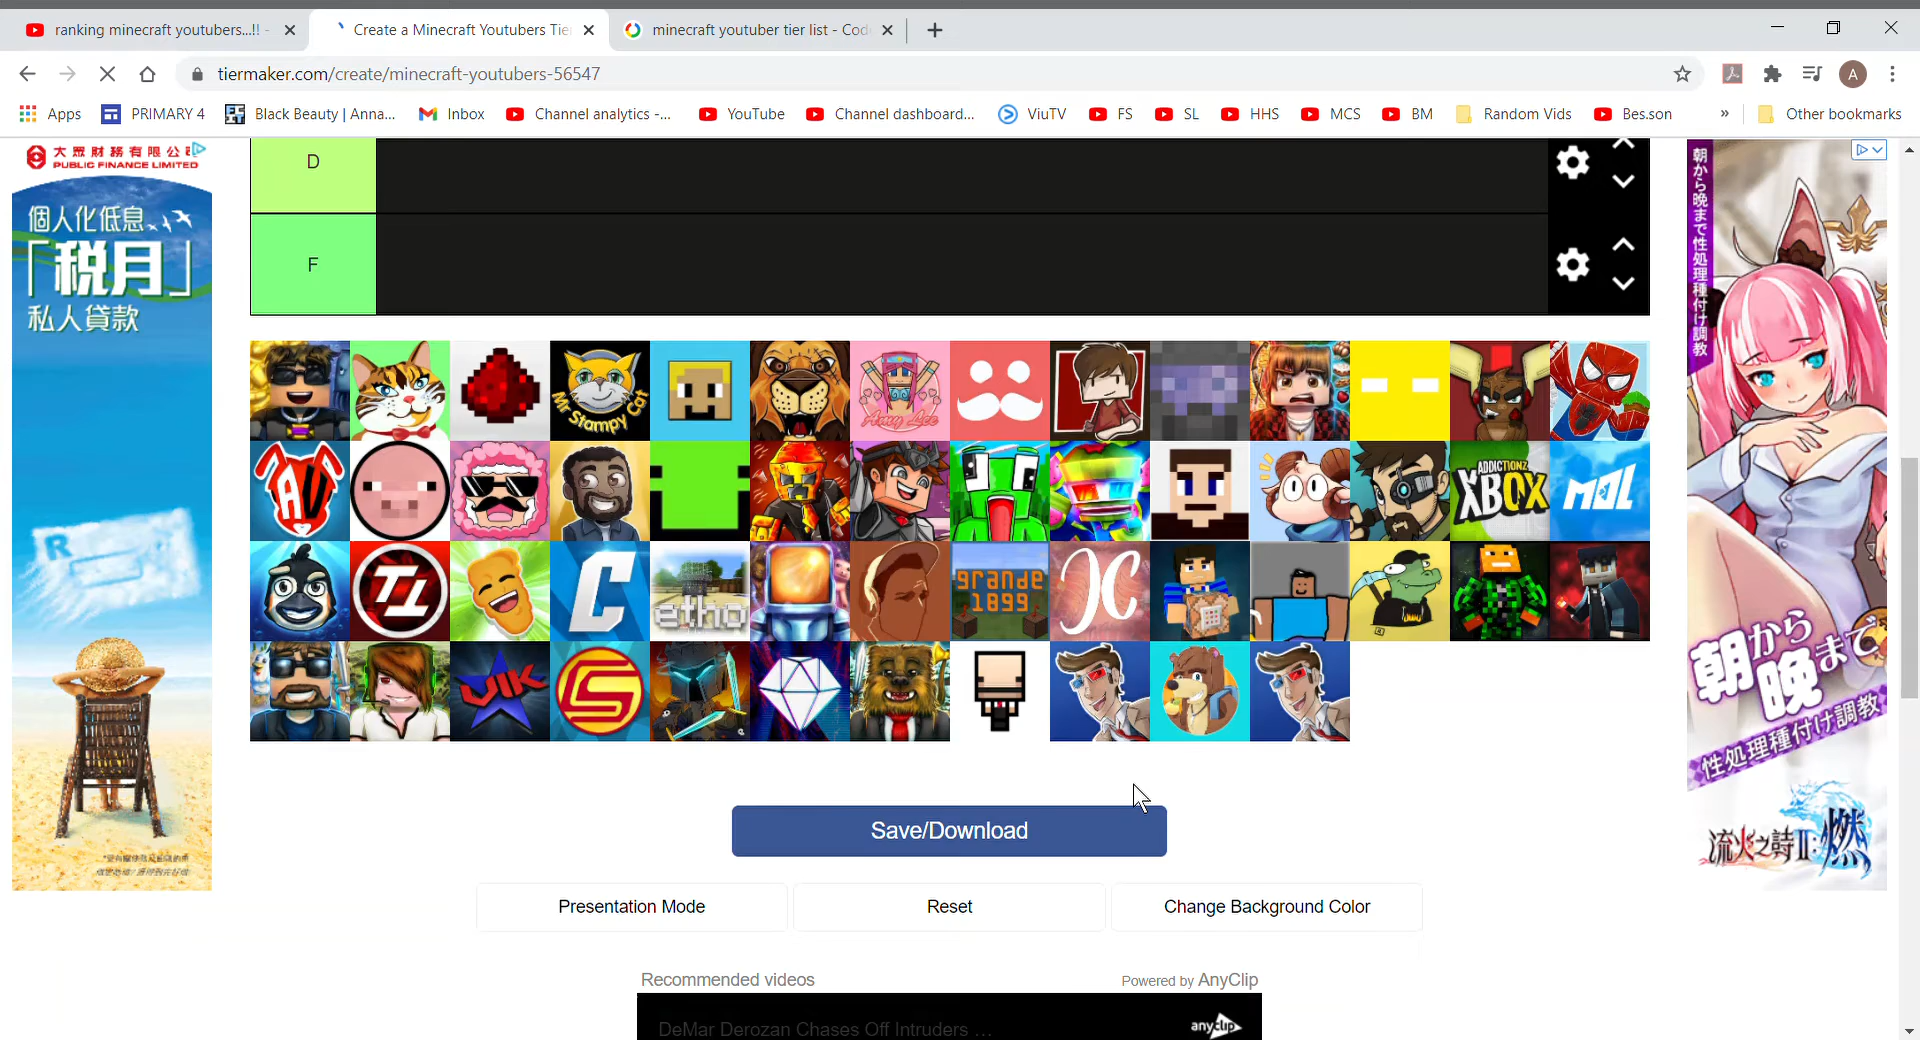 ranking minecraft youtubers...!! -
Create a Minecraft Youtubers Tie
minecraft youtuber tier list - Cod
tiermaker.com/create/minecraft-youtubers-56547
A
Apps
PRIMARY 4
Black Beauty | Anna...
Inbox
Channel analytics -...
YouTube
Channel dashboard...
ViuTV
FS
SL
HHS
MCS
BM
Random Vids
Bes.son
»
Other bookmarks
大眾財務有限公
PUBLIC FINANCE LIMITED
個人化低息
「税月」
私人貸款
R
D
F
Mr Stampy Cat
Amy Lee
AV
ADDICTIONZ
XBOX
MOL
TL
C
etho
grande
1899
JC
VIK
S
Save/Download
Presentation Mode
Reset
Change Background Color
Recommended videos
Powered by AnyClip
DeMar Derozan Chases Off Intruders ...
anyclip
朝から晩まで性処理種付け調教
朝から
晩まで
性処理種付け調教
流火之詩II:燃